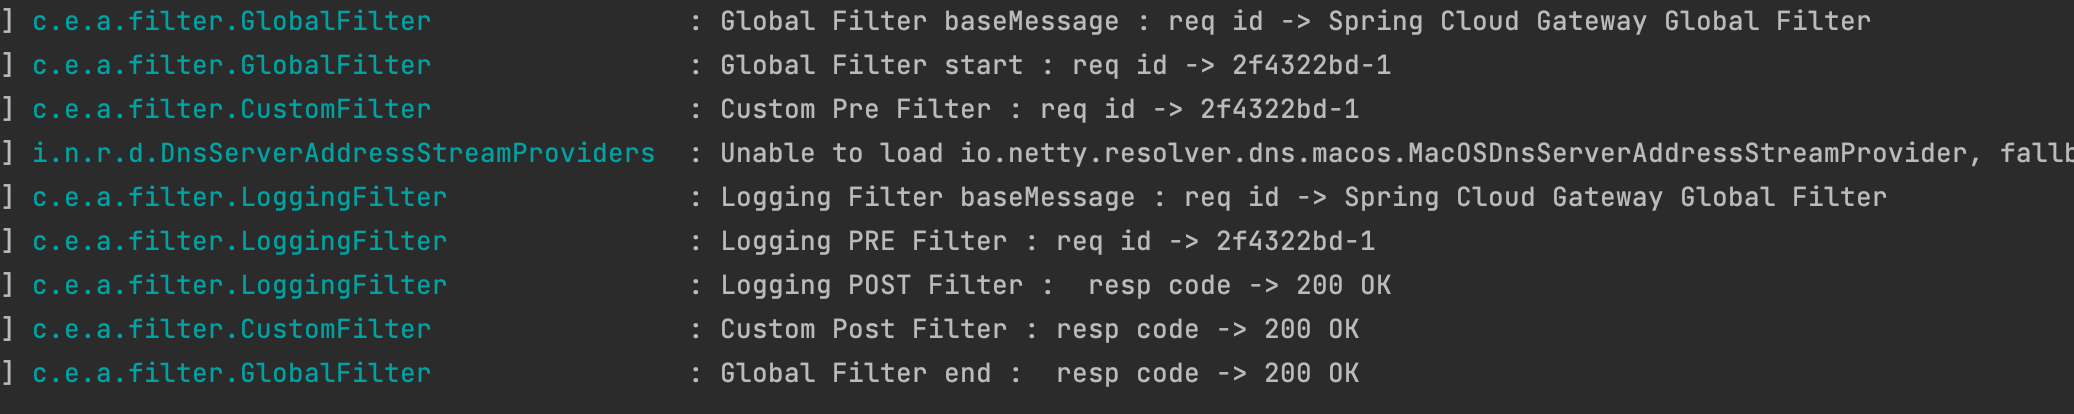 ] c.e.a.filter.GlobalFilter : Global Filter baseMessage : req id -> Spring Cloud Gateway Global Filter
] c.e.a.filter.GlobalFilter : Global Filter start : req id -> 2f4322bd-1
] c.e.a.filter.CustomFilter : Custom Pre Filter : req id -> 2f4322bd-1
] i.n.r.d.DnsServerAddressStreamProviders : Unable to load io.netty.resolver.dns.macos.MacOSDnsServerAddressStreamProvider, fallb
] c.e.a.filter.LoggingFilter : Logging Filter baseMessage : req id -> Spring Cloud Gateway Global Filter
] c.e.a.filter.LoggingFilter : Logging PRE Filter : req id -> 2f4322bd-1
] c.e.a.filter.LoggingFilter : Logging POST Filter :  resp code -> 200 OK
] c.e.a.filter.CustomFilter : Custom Post Filter : resp code -> 200 OK
] c.e.a.filter.GlobalFilter : Global Filter end :  resp code -> 200 OK